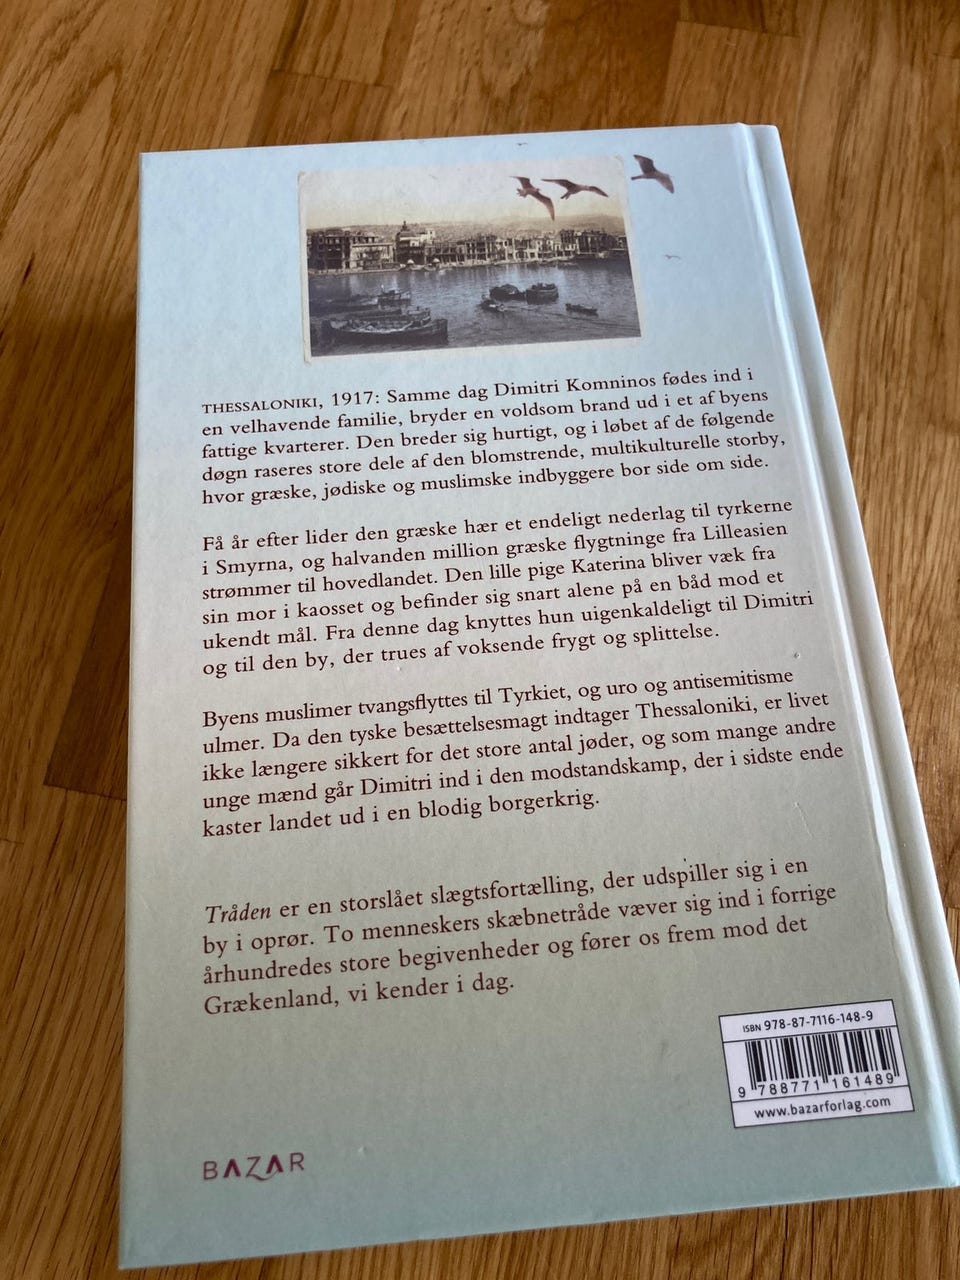 THESSALONIKI, 1917: Samme dag Dimitri Komninos fødes ind i
en velhavende familie, bryder en voldsom brand ud i et af byens
fattige kvarterer. Den breder sig hurtigt, og i løbet af de følgende
døgn raseres store dele af den blomstrende, multikulturelle storby,
hvor græske, jødiske og muslimske indbyggere bor side om side.
Få år efter lider den græske hær et endeligt nederlag til tyrkerne
i Smyrna, og halvanden million græske flygtninge fra Lilleasien
strømmer til hovedlandet. Den lille pige Katerina bliver væk fra
sin mor i kaosset og befinder sig snart alene på en båd mod et
ukendt mål. Fra denne dag knyttes hun uigenkaldeligt til Dimitri
og til den by, der trues af voksende frygt og splittelse.
Byens muslimer tvangsflyttes til Tyrkiet, og uro og antisemitisme
ulmer. Da den tyske besættelsesmagt indtager Thessaloniki, er livet
ikke længere sikkert for det store antal jøder, og som mange andre
unge mænd går Dimitri ind i den modstandskamp, der i sidste ende
kaster landet ud i en blodig borgerkrig.
Tråden er en storslået slægtsfortælling, der udspiller sig i en
by i oprør. To menneskers skæbnetråde væver sig ind i forrige
århundredes store begivenheder og fører os frem mod det
Grækenland, vi kender i dag.
ISBN 978-87-7116-148-9
9 788771 161489
www.bazarforlag.com
BAZAR